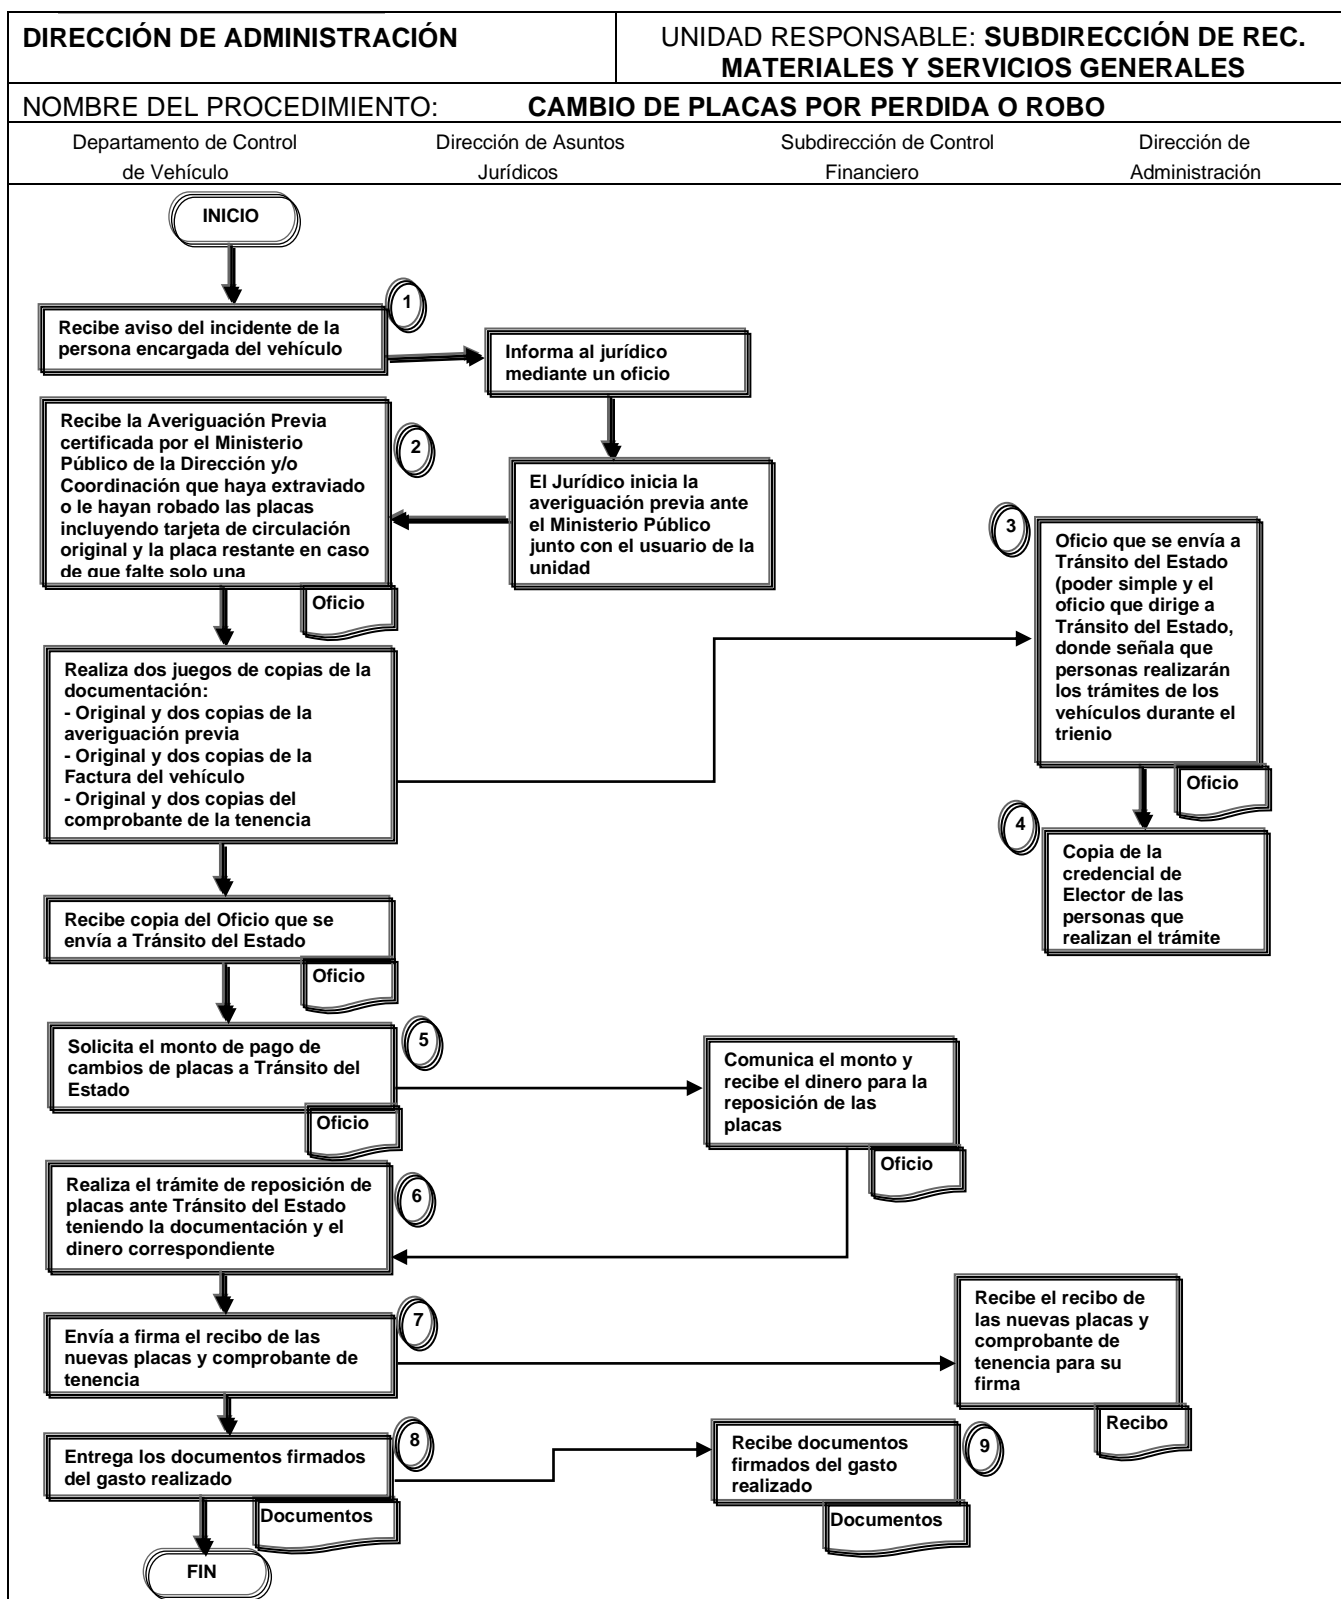 DIRECCIÓN DE ADMINISTRACIÓN
UNIDAD RESPONSABLE: SUBDIRECCIÓN DE REC.
MATERIALES Y SERVICIOS GENERALES
NOMBRE DEL PROCEDIMIENTO: CAMBIO DE PLACAS POR PERDIDA O ROBO
Departamento de Control
de Vehículo
Dirección de Asuntos
Jurídicos
Subdirección de Control
Financiero
Dirección de
Administración
INICIO
1
Recibe aviso del incidente de la
persona encargada del vehículo
Informa al jurídico
mediante un oficio
2
Recibe la Averiguación Previa
certificada por el Ministerio
Público de la Dirección y/o
Coordinación que haya extraviado
o le hayan robado las placas
incluyendo tarjeta de circulación
original y la placa restante en caso
de que falte solo una
Oficio
El Jurídico inicia la
averiguación previa ante
el Ministerio Público
junto con el usuario de la
unidad
3
Oficio que se envía a
Tránsito del Estado
(poder simple y el
oficio que dirige a
Tránsito del Estado,
donde señala que
personas realizarán
los trámites de los
vehículos durante el
trienio
Oficio
Realiza dos juegos de copias de la
documentación:
- Original y dos copias de la
averiguación previa
- Original y dos copias de la
Factura del vehículo
- Original y dos copias del
comprobante de la tenencia
4
Copia de la
credencial de
Elector de las
personas que
realizan el trámite
Recibe copia del Oficio que se
envía a Tránsito del Estado
Oficio
5
Solicita el monto de pago de
cambios de placas a Tránsito del
Estado
Oficio
Comunica el monto y
recibe el dinero para la
reposición de las
placas
Oficio
6
Realiza el trámite de reposición de
placas ante Tránsito del Estado
teniendo la documentación y el
dinero correspondiente
7
Envía a firma el recibo de las
nuevas placas y comprobante de
tenencia
Recibe el recibo de
las nuevas placas y
comprobante de
tenencia para su
firma
Recibo
8
Entrega los documentos firmados
del gasto realizado
Documentos
9
Recibe documentos
firmados del gasto
realizado
Documentos
FIN